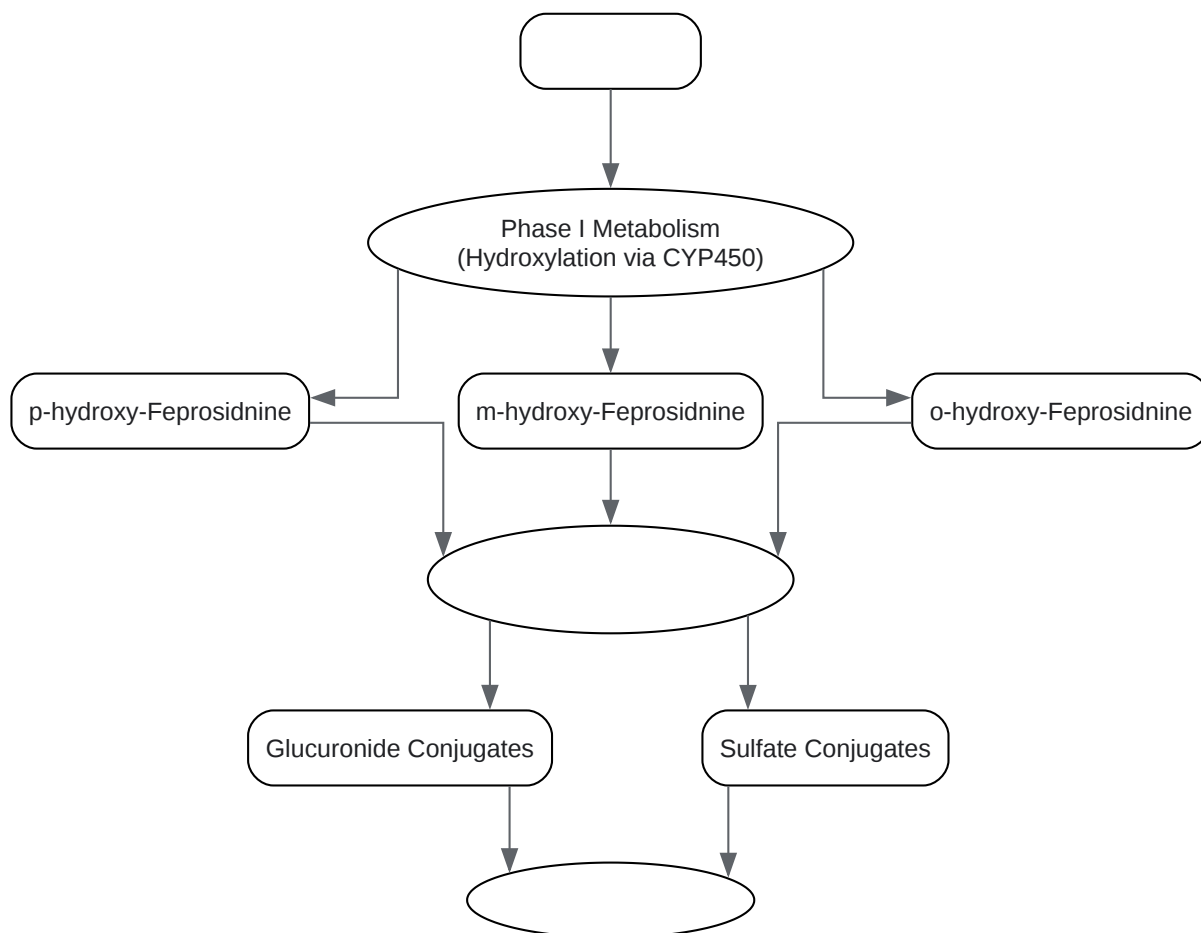 Phase I Metabolism
(Hydroxylation via CYP450)
p-hydroxy-Feprosidnine
m-hydroxy-Feprosidnine
o-hydroxy-Feprosidnine
Glucuronide Conjugates
Sulfate Conjugates